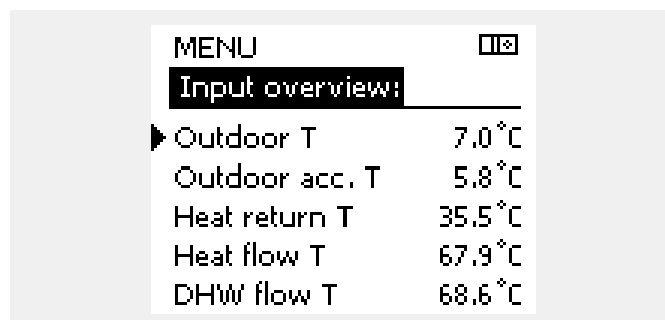 MENU
Input overview:
Outdoor T 7.0°C
Outdoor acc. T 5.8°C
Heat return T 35.5°C
Heat flow T 67.9°C
DHW flow T 68.6°C